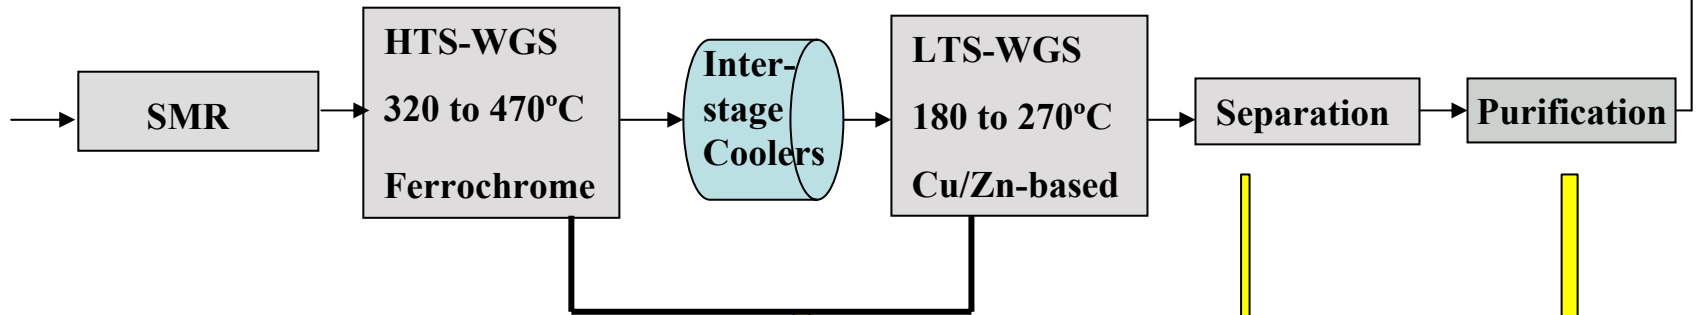 SMR
HTS-WGS
320 to 470ºC
Ferrochrome
Inter-
stage
Coolers
LTS-WGS
180 to 270ºC
Cu/Zn-based
Separation
Purification